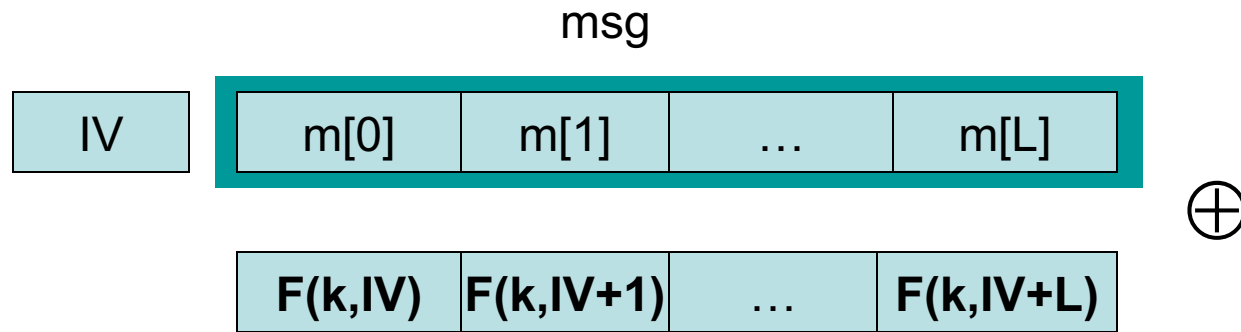 msg
IV m[0] m[1] … m[L]
⊕
F(k,IV) F(k,IV+1) … F(k,IV+L)